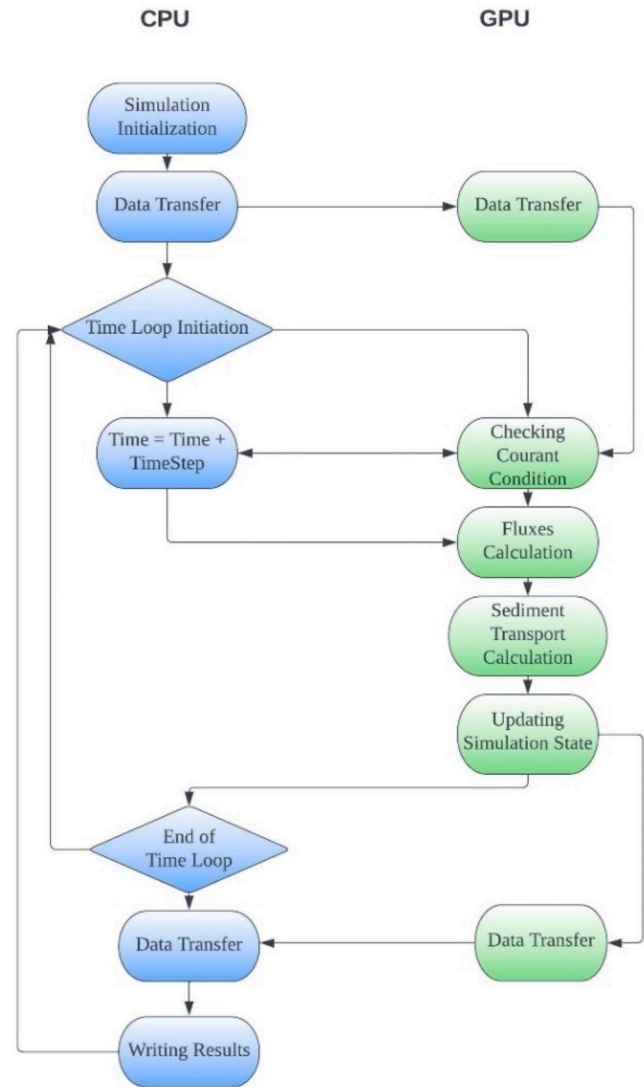 CPU
GPU
Simulation
Initialization
Data Transfer
Data Transfer
Time Loop Initiation
Time = Time +
TimeStep
Checking
Courant
Condition
Fluxes
Calculation
Sediment
Transport
Calculation
Updating
Simulation State
End of
Time Loop
Data Transfer
Data Transfer
Writing Results